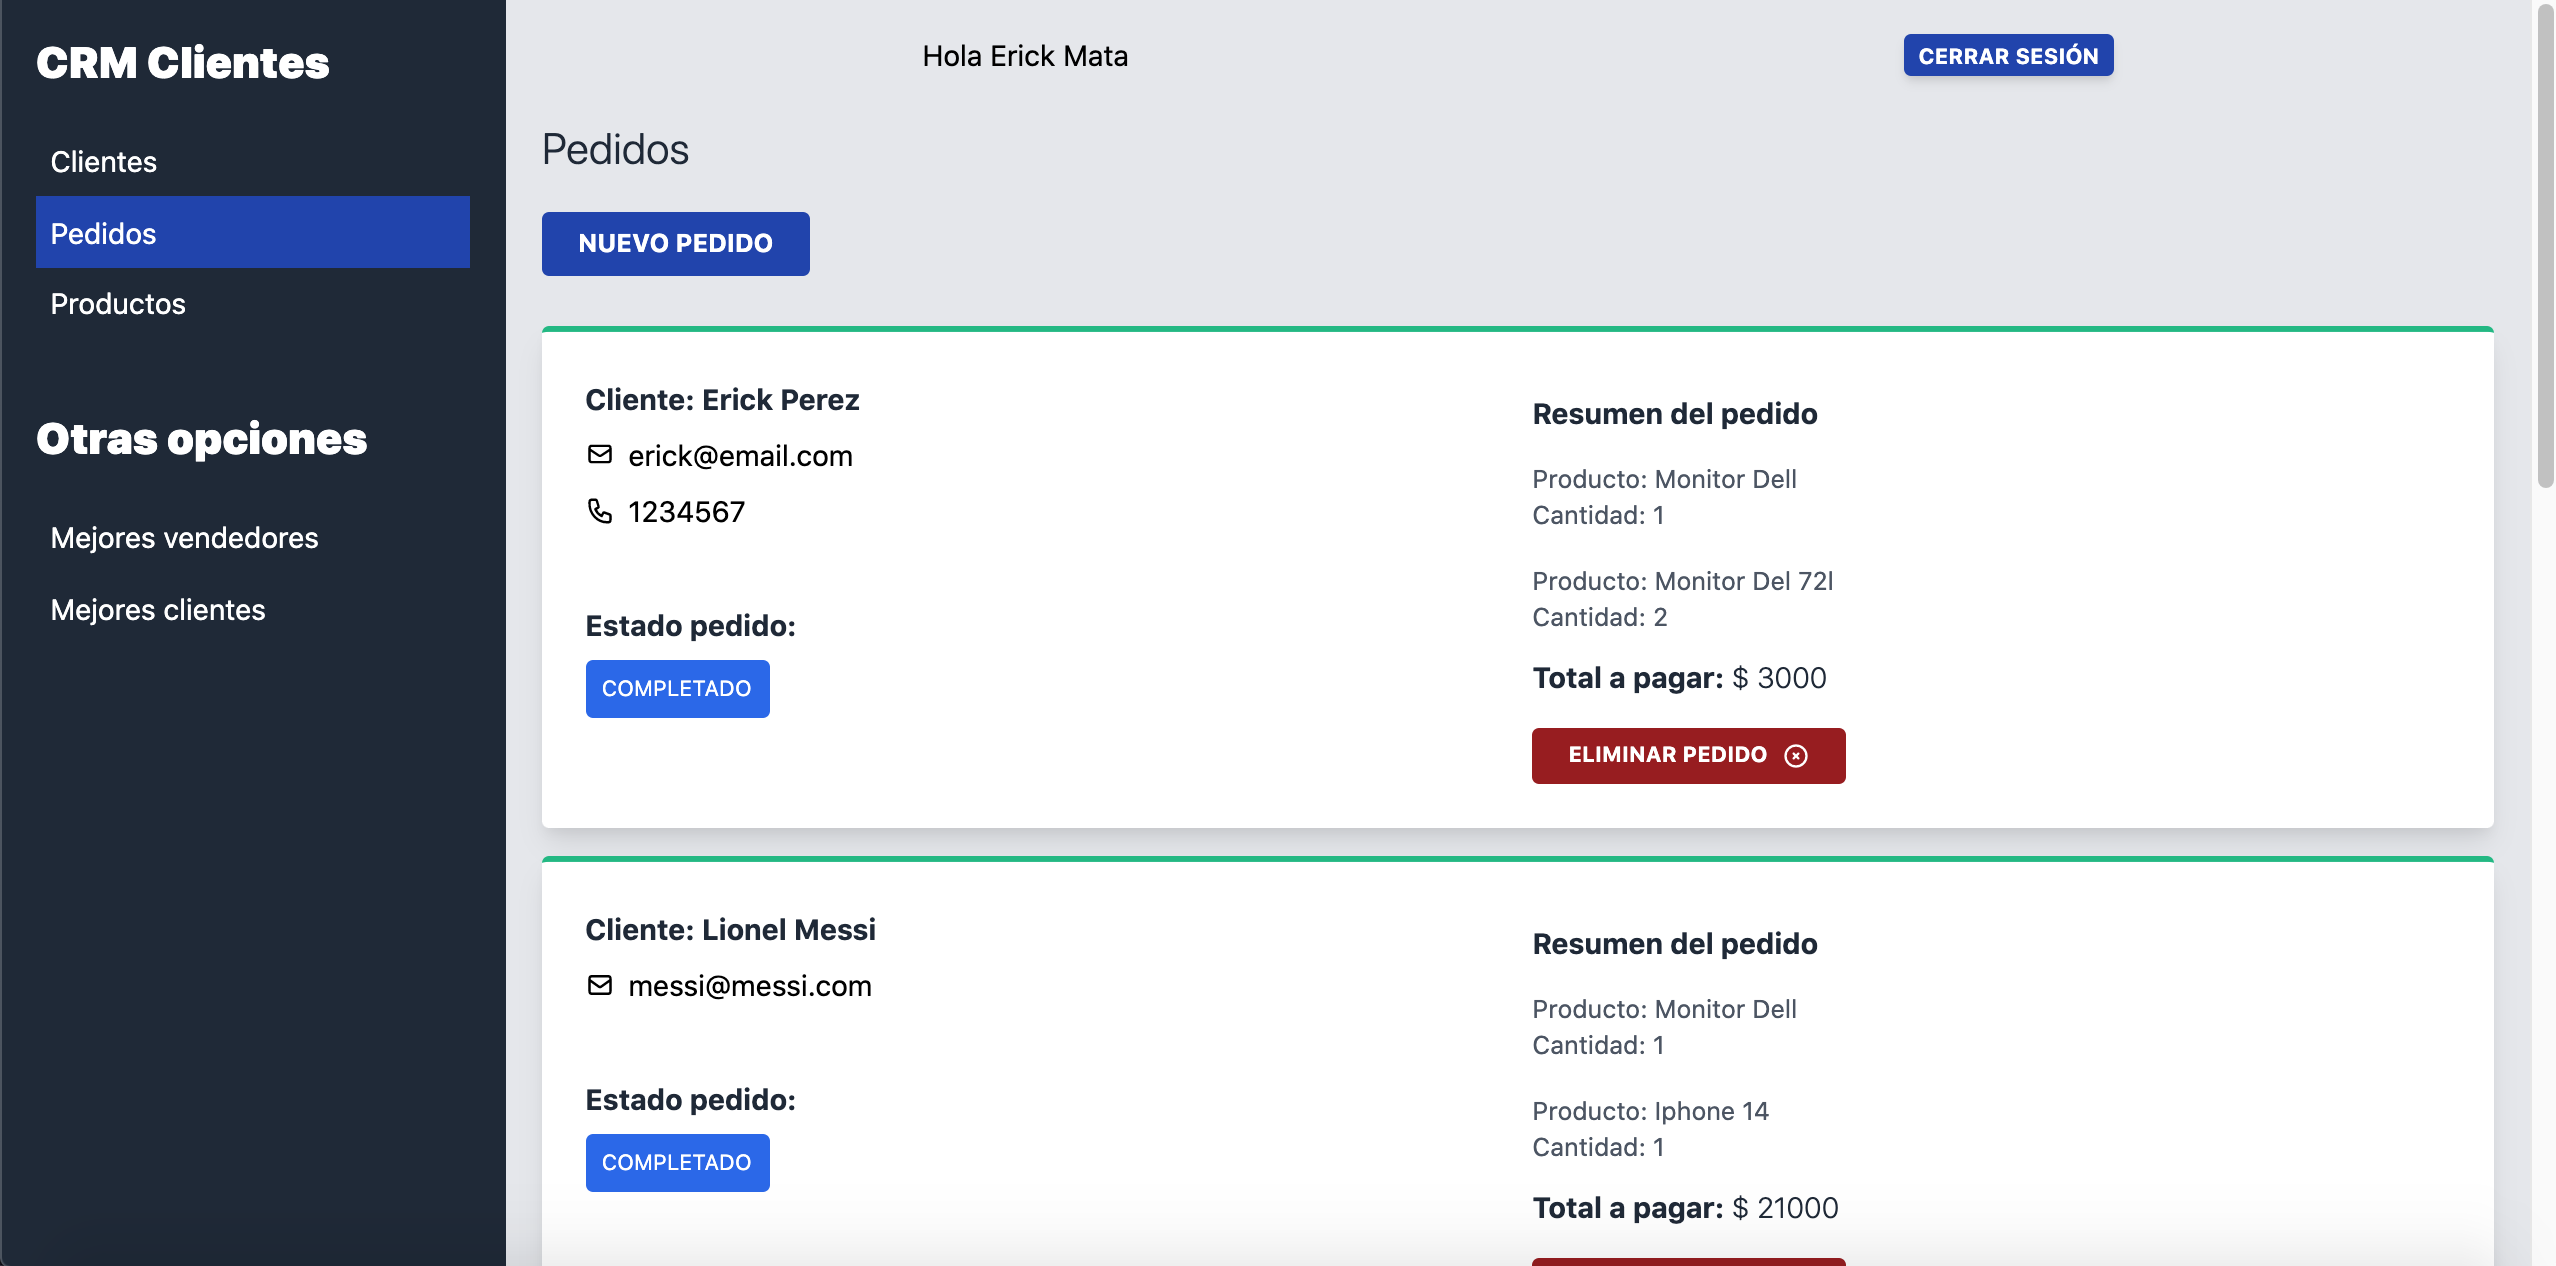 CRM Clientes
Clientes
Pedidos
Productos
Otras opciones
Mejores vendedores
Mejores clientes
Hola Erick Mata
CERRAR SESIÓN
Pedidos
NUEVO PEDIDO
Cliente: Erick Perez
erick@email.com
1234567
Estado pedido:
COMPLETADO
Resumen del pedido
Producto: Monitor Dell
Cantidad: 1
Producto: Monitor Del 72l
Cantidad: 2
Total a pagar: $ 3000
ELIMINAR PEDIDO
Cliente: Lionel Messi
messi@messi.com
Estado pedido:
COMPLETADO
Resumen del pedido
Producto: Monitor Dell
Cantidad: 1
Producto: Iphone 14
Cantidad: 1
Total a pagar: $ 21000